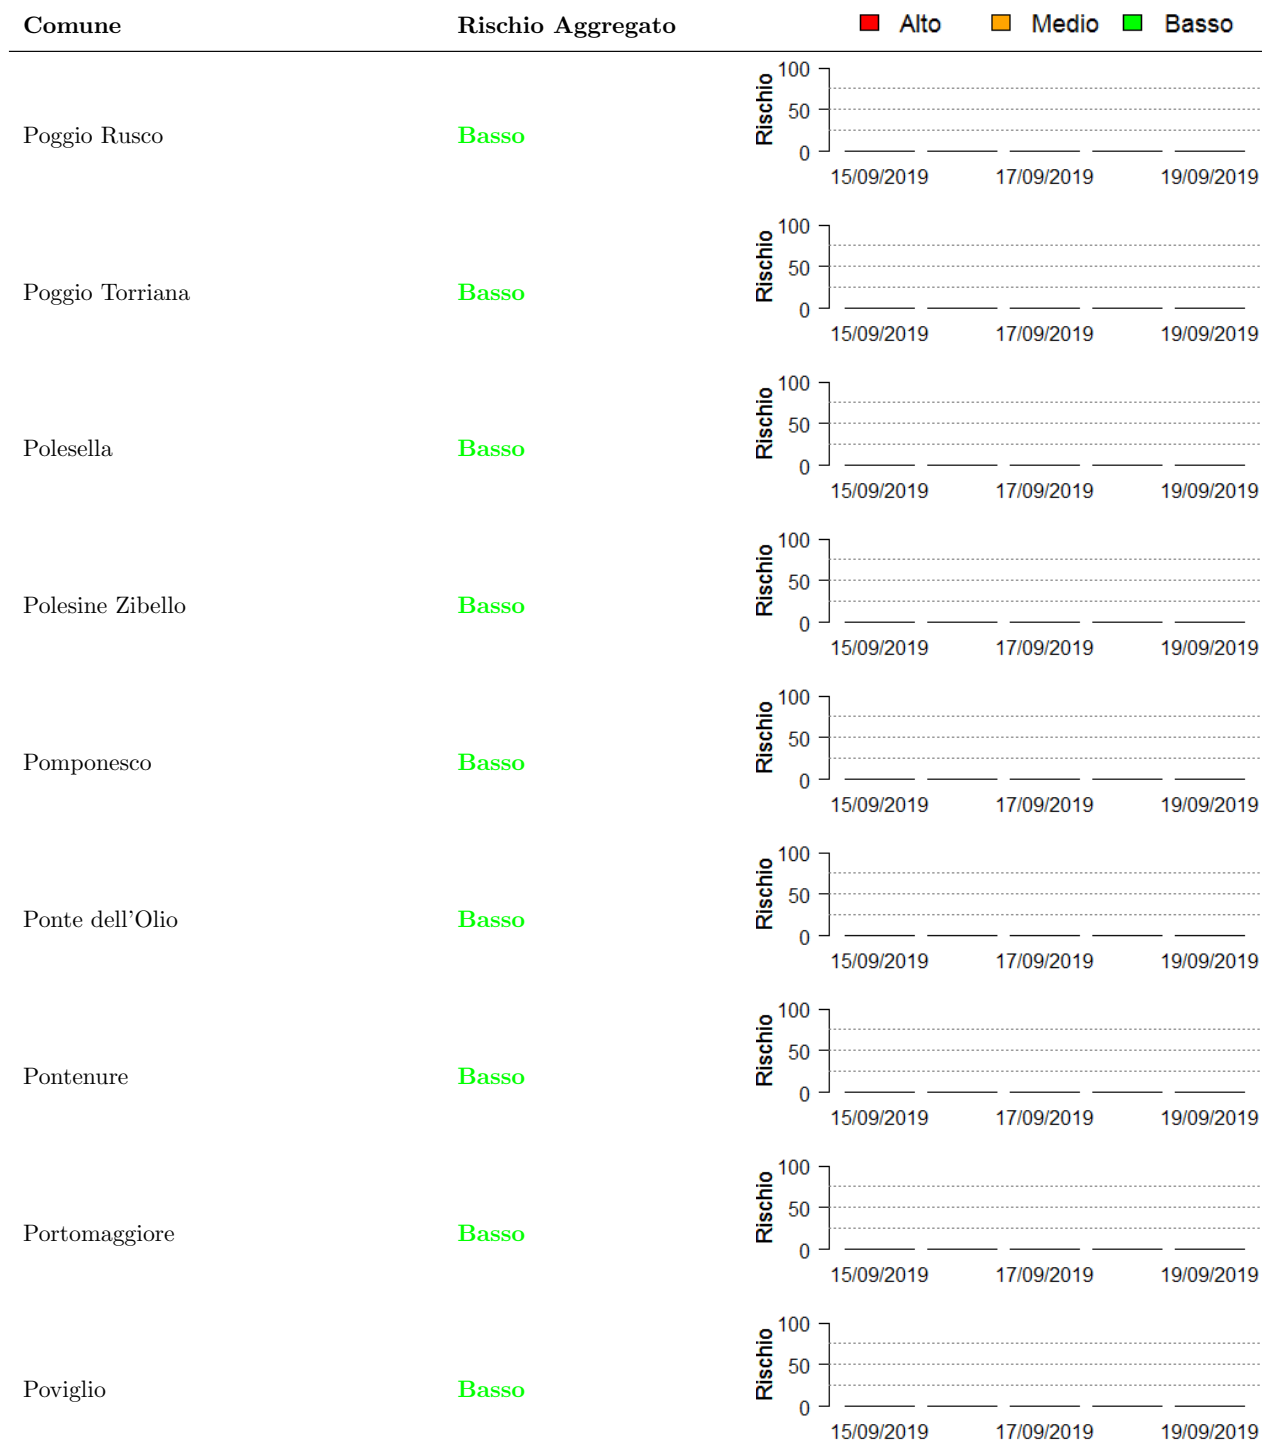 Comune Rischio Aggregato Alto Medio Basso
100
50
0
Rischio
Poggio Rusco Basso
15/09/2019 17/09/2019 19/09/2019
100
50
0
Rischio
Poggio Torriana Basso
15/09/2019 17/09/2019 19/09/2019
100
50
0
Rischio
Polesella Basso
15/09/2019 17/09/2019 19/09/2019
100
50
0
Rischio
Polesine Zibello Basso
15/09/2019 17/09/2019 19/09/2019
100
50
0
Rischio
Pomponesco Basso
15/09/2019 17/09/2019 19/09/2019
100
50
0
Rischio
Ponte dell'Olio Basso
15/09/2019 17/09/2019 19/09/2019
100
50
0
Rischio
Pontenure Basso
15/09/2019 17/09/2019 19/09/2019
100
50
0
Rischio
Portomaggiore Basso
15/09/2019 17/09/2019 19/09/2019
100
50
0
Rischio
Poviglio Basso
15/09/2019 17/09/2019 19/09/2019